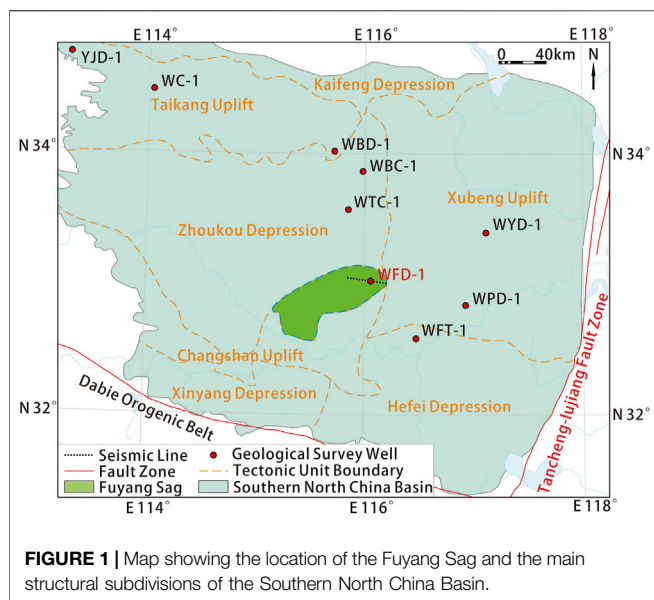 E 114° E 116° E 118°
YJD-1
0 40km N
WC-1
Kaifeng Depression
Taikang Uplift
WBD-1
N 34° N 34°
WBC-1
Xubeng Uplift
WTC-1
WYD-1
Zhoukou Depression
WFD-1
WPD-1
WFT-1
Changshan Uplift
Xinyang Depression
Dabie Orogenic Belt
Hefei Depression
N 32° N 32°
Tancheng-lujiang Fault Zone
Seismic Line Geological Survey Well
Fault Zone Tectonic Unit Boundary
Fuyang Sag Southern North China Basin
E 114° E 116° E 118°
FIGURE 1 | Map showing the location of the Fuyang Sag and the main
structural subdivisions of the Southern North China Basin.